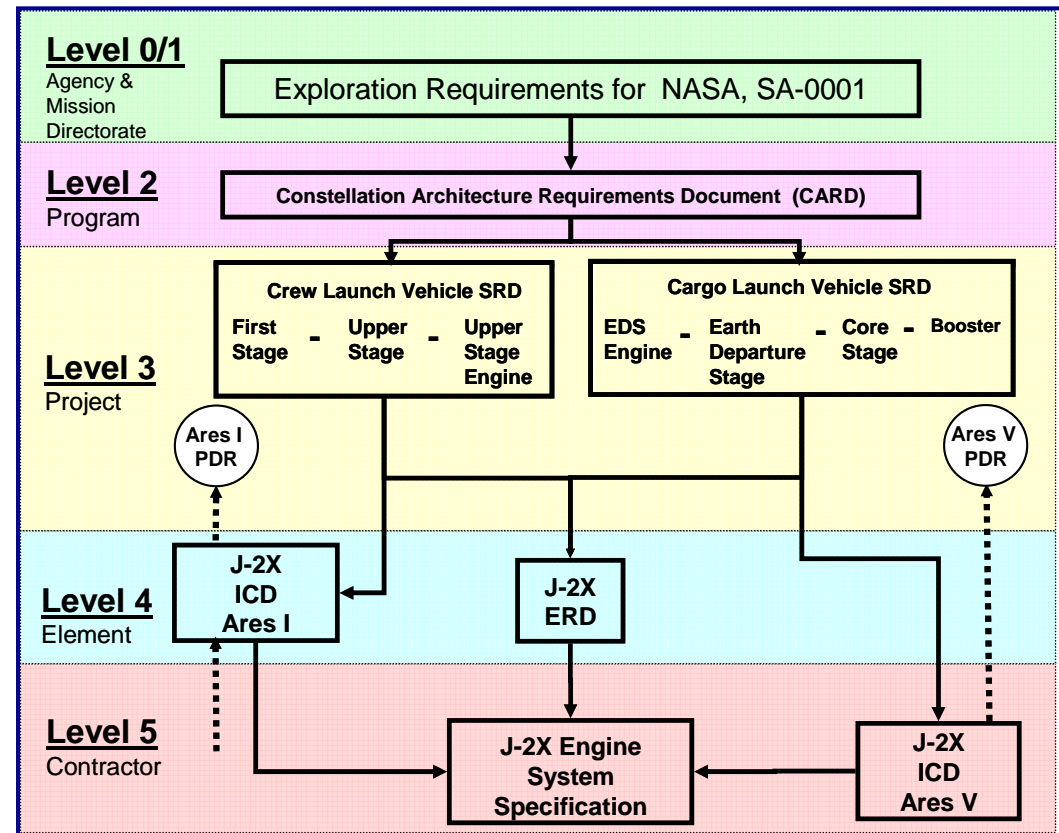 Level 0/1
Agency &
Mission
Directorate
Exploration Requirements for NASA, SA-0001
Level 2
Program
Constellation Architecture Requirements Document (CARD)
Level 3
Project
Crew Launch Vehicle SRD
First
Stage
-
Upper
Stage
-
Upper
Stage
Engine
Cargo Launch Vehicle SRD
EDS
Engine
-
Earth
Departure
Stage
-
Core
Stage
-
Booster
Ares I
PDR
Ares V
PDR
Level 4
Element
J-2X
ICD
Ares I
J-2X
ERD
Level 5
Contractor
J-2X Engine
System
Specification
J-2X
ICD
Ares V